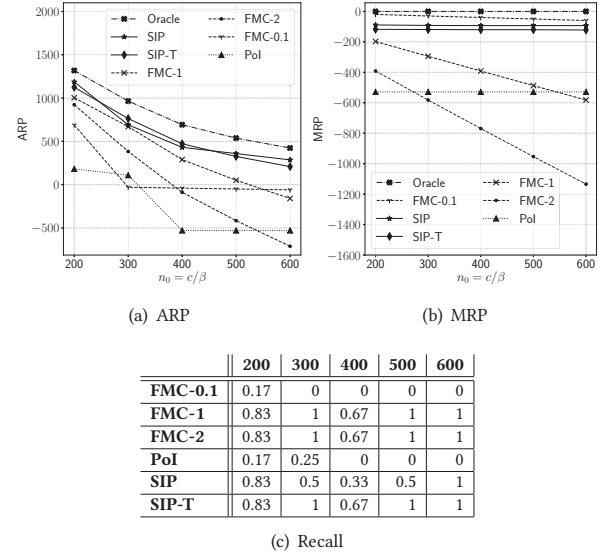 Oracle
SIP
SIP-T
FMC-1
FMC-2
FMC-0.1
PoI
1500
1000
500
0
−500
ARP
200 300 400 500 600
n₀ = c/β
(a) ARP
0
−200
−400
−600
−800
−1000
−1200
−1400
−1600
MRP
Oracle
FMC-0.1
SIP
SIP-T
FMC-1
FMC-2
PoI
200 300 400 500 600
n₀ = c/β
(b) MRP
200 300 400 500 600
FMC-0.1 0.17 0 0 0 0
FMC-1 0.83 1 0.67 1 1
FMC-2 0.83 1 0.67 1 1
PoI 0.17 0.25 0 0 0
SIP 0.83 0.5 0.33 0.5 1
SIP-T 0.83 1 0.67 1 1
(c) Recall